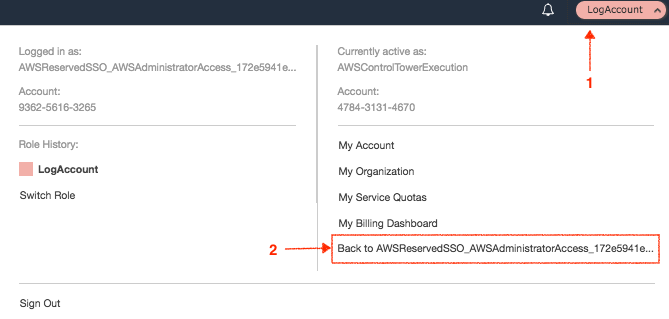 LogAccount
1
Logged in as:
AWSReservedSSO_AWSAdministratorAccess_172e5941e...
Account:
9362-5616-3265
Role History:
LogAccount
Switch Role
Currently active as:
AWSControlTowerExecution
Account:
4784-3131-4670
My Account
My Organization
My Service Quotas
My Billing Dashboard
2
Back to AWSReservedSSO_AWSAdministratorAccess_172e5941e...
Sign Out